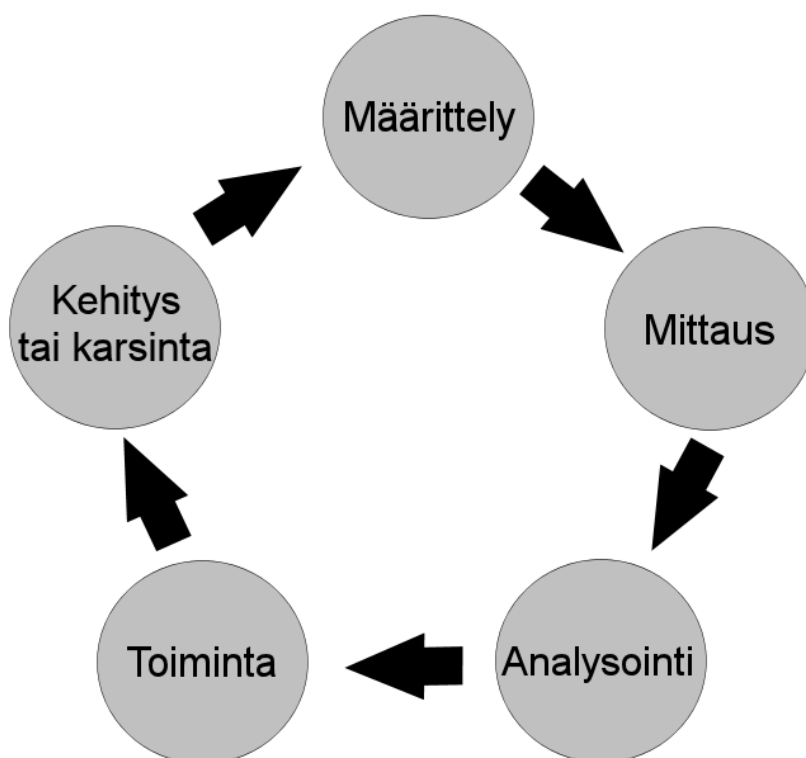 Määrittely
Mittaus
Analysointi
Toiminta
Kehitys
tai karsinta